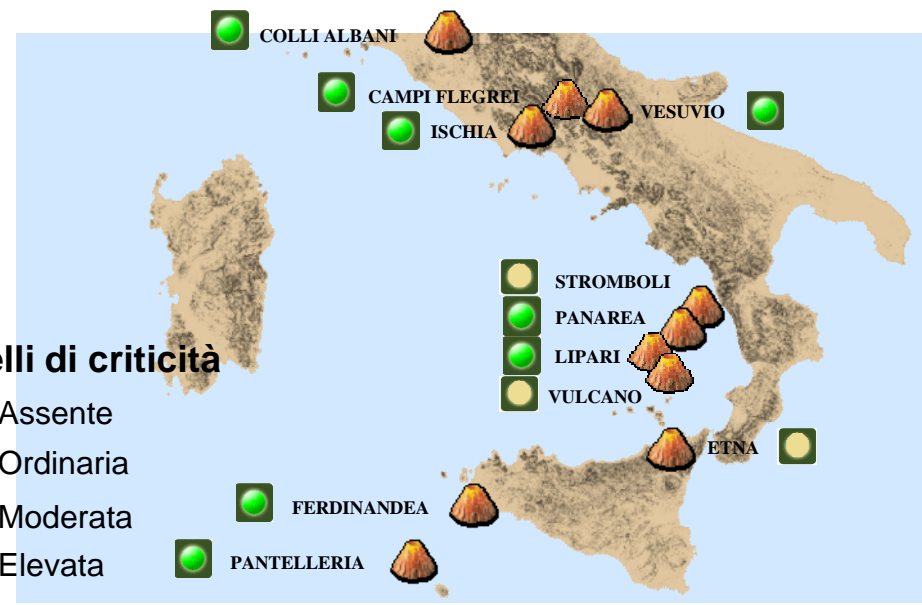 COLLI ALBANI
CAMPI FLEGREI
VESUVIO
ISCHIA
STROMBOLI
PANAREA
elli di criticità
LIPARI
VULCANO
Assente
Ordinaria
ETNA
Moderata
FERDINANDEA
Elevata
PANTELLERIA